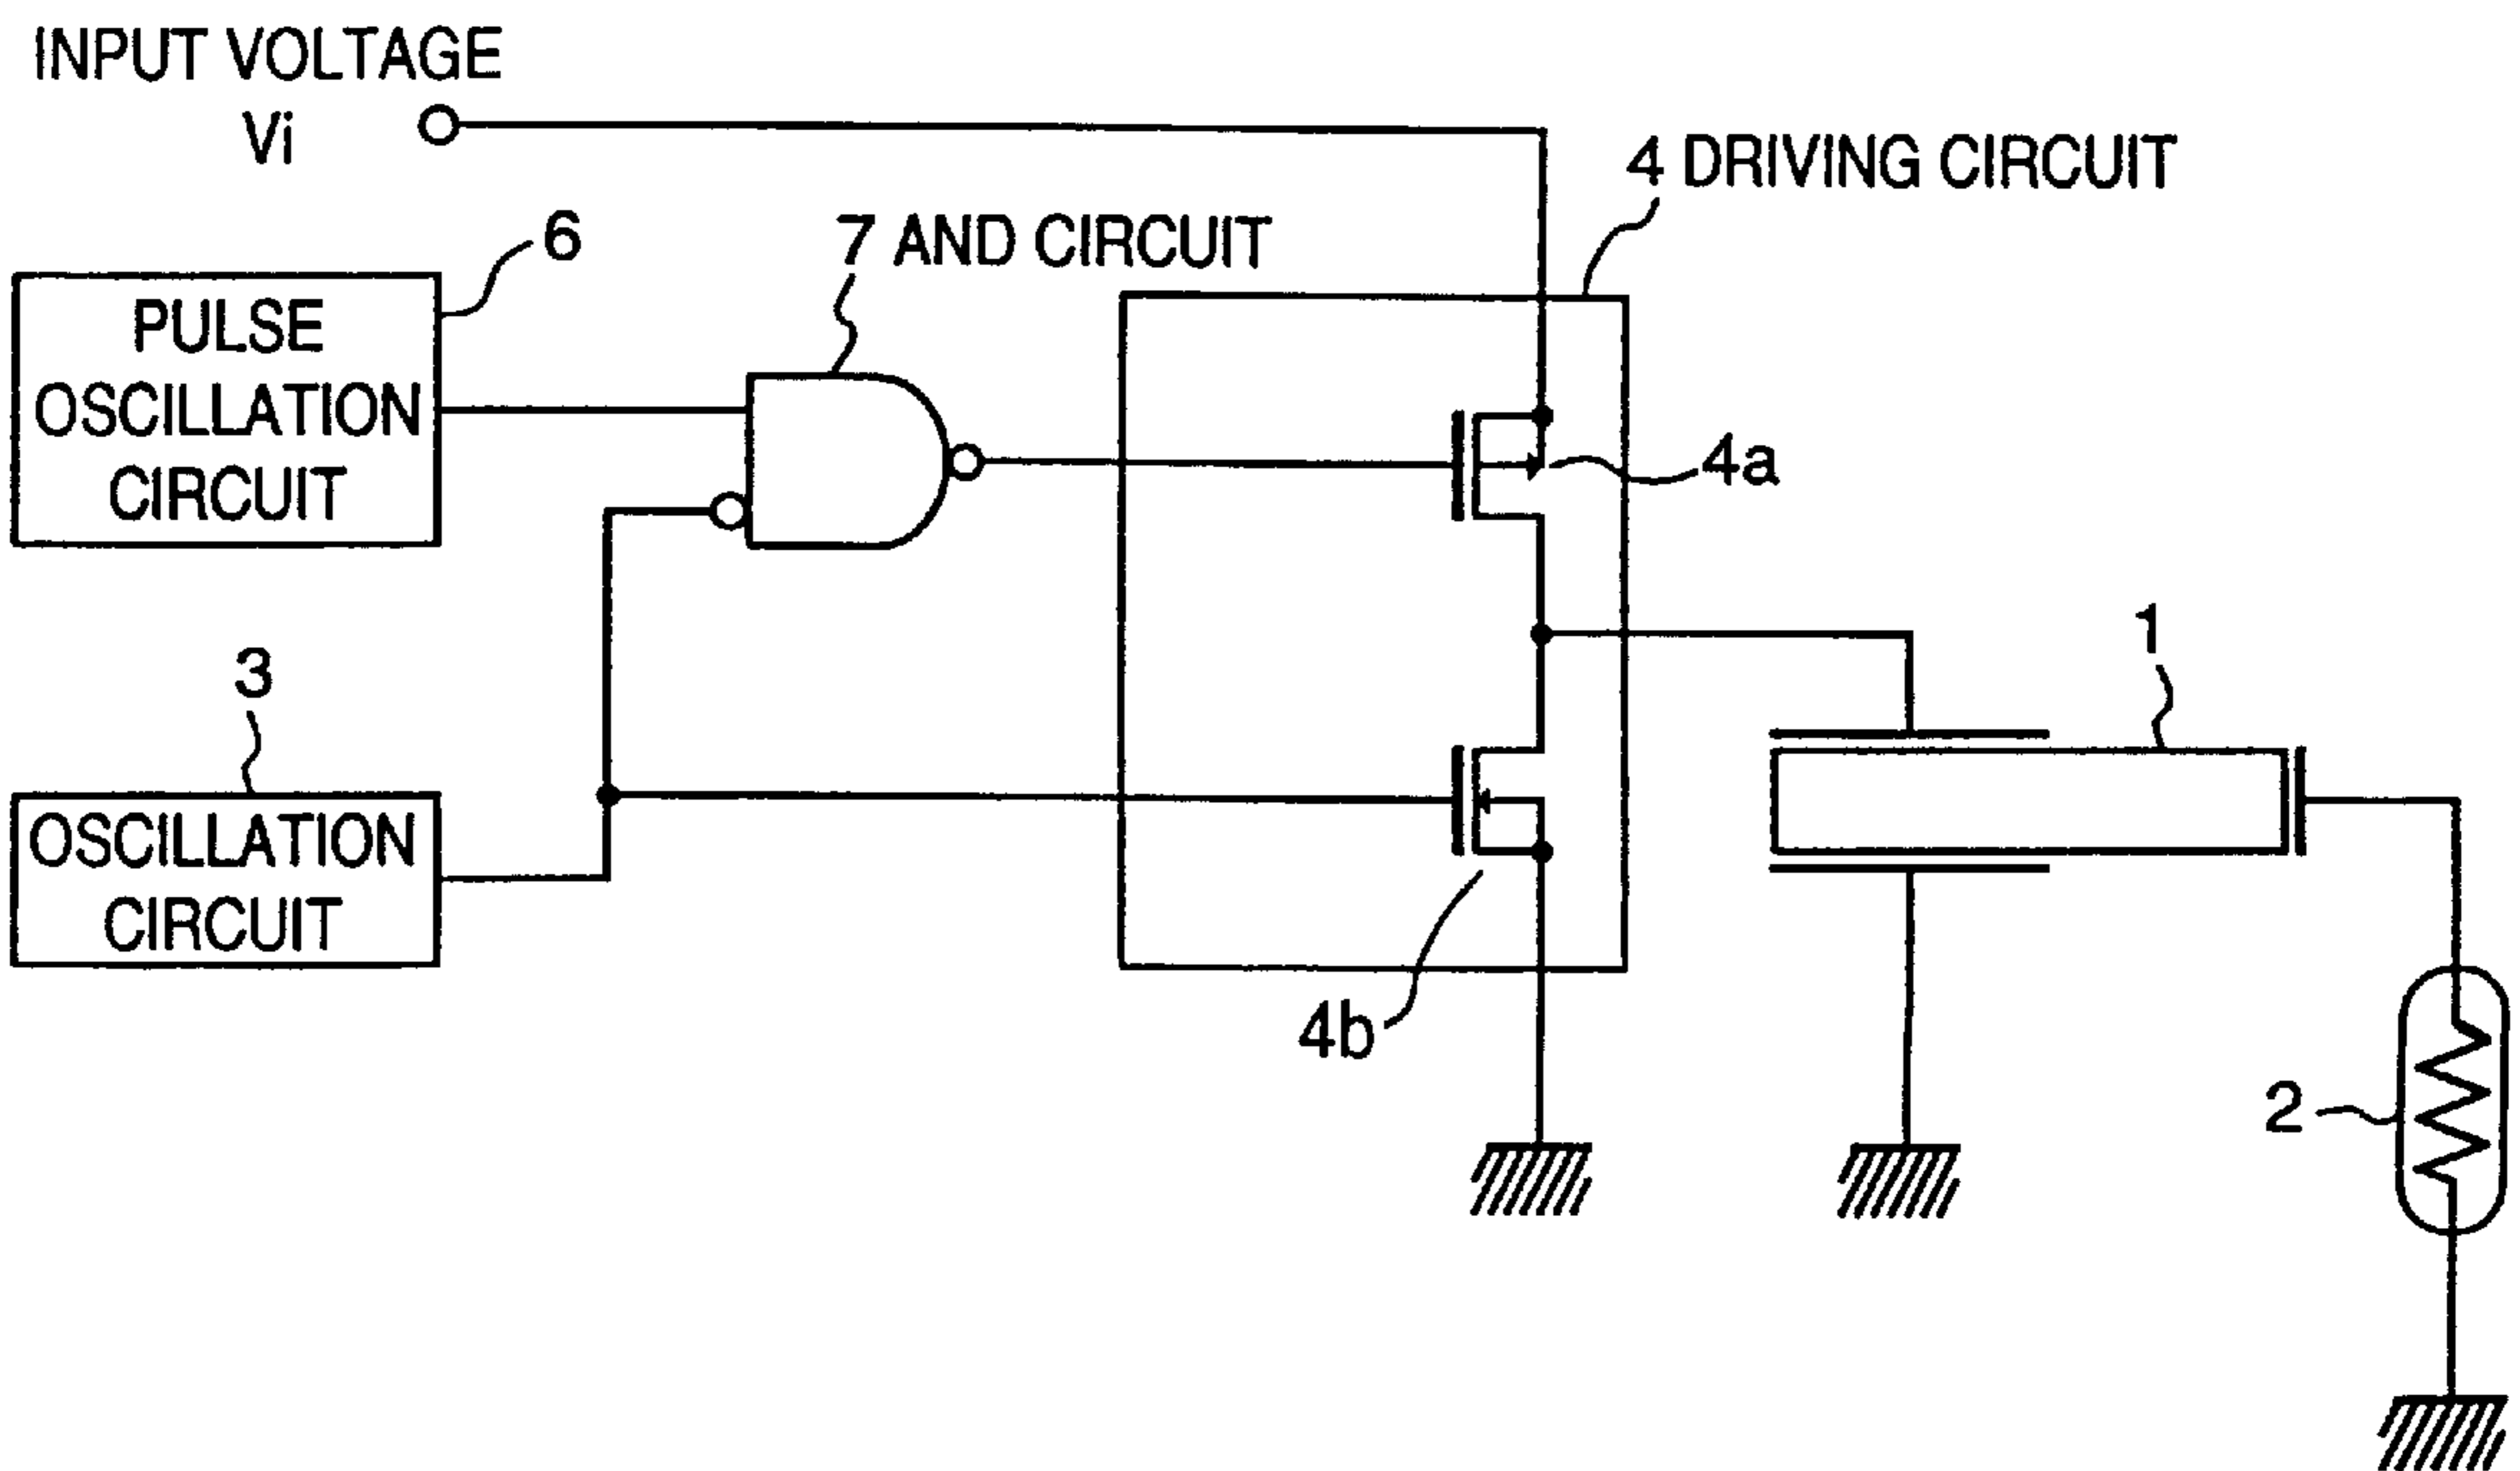 INPUT VOLTAGE
Vi
4 DRIVING CIRCUIT
7 AND CIRCUIT
6
PULSE
OSCILLATION
CIRCUIT
4a
1
3
OSCILLATION
CIRCUIT
4b
2